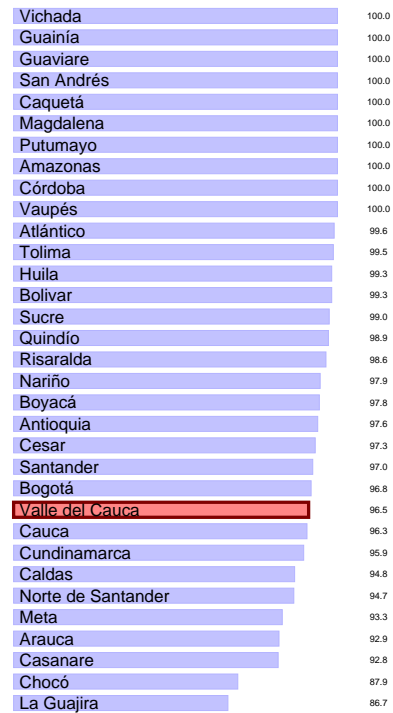 Vichada 100.0
Guainía 100.0
Guaviare 100.0
San Andrés 100.0
Caquetá 100.0
Magdalena 100.0
Putumayo 100.0
Amazonas 100.0
Córdoba 100.0
Vaupés 100.0
Atlántico 99.6
Tolima 99.5
Huila 99.3
Bolivar 99.3
Sucre 99.0
Quindío 98.9
Risaralda 98.6
Nariño 97.9
Boyacá 97.8
Antioquia 97.6
Cesar 97.3
Santander 97.0
Bogotá 96.8
Valle del Cauca 96.5
Cauca 96.3
Cundinamarca 95.9
Caldas 94.8
Norte de Santander 94.7
Meta 93.3
Arauca 92.9
Casanare 92.8
Chocó 87.9
La Guajira 86.7